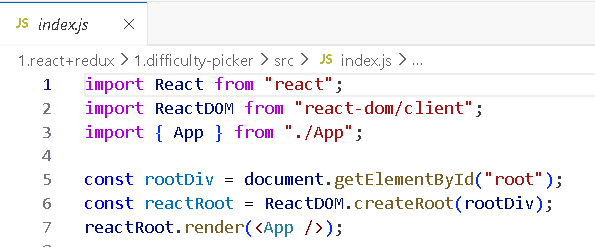 JS index.js ×
1.react+redux > 1.difficulty-picker > src > JS index.js > ...
1 import React from "react";
2 import ReactDOM from "react-dom/client";
3 import { App } from "./App";
4
5 const rootDiv = document.getElementById("root");
6 const reactRoot = ReactDOM.createRoot(rootDiv);
7 reactRoot.render(<App />);